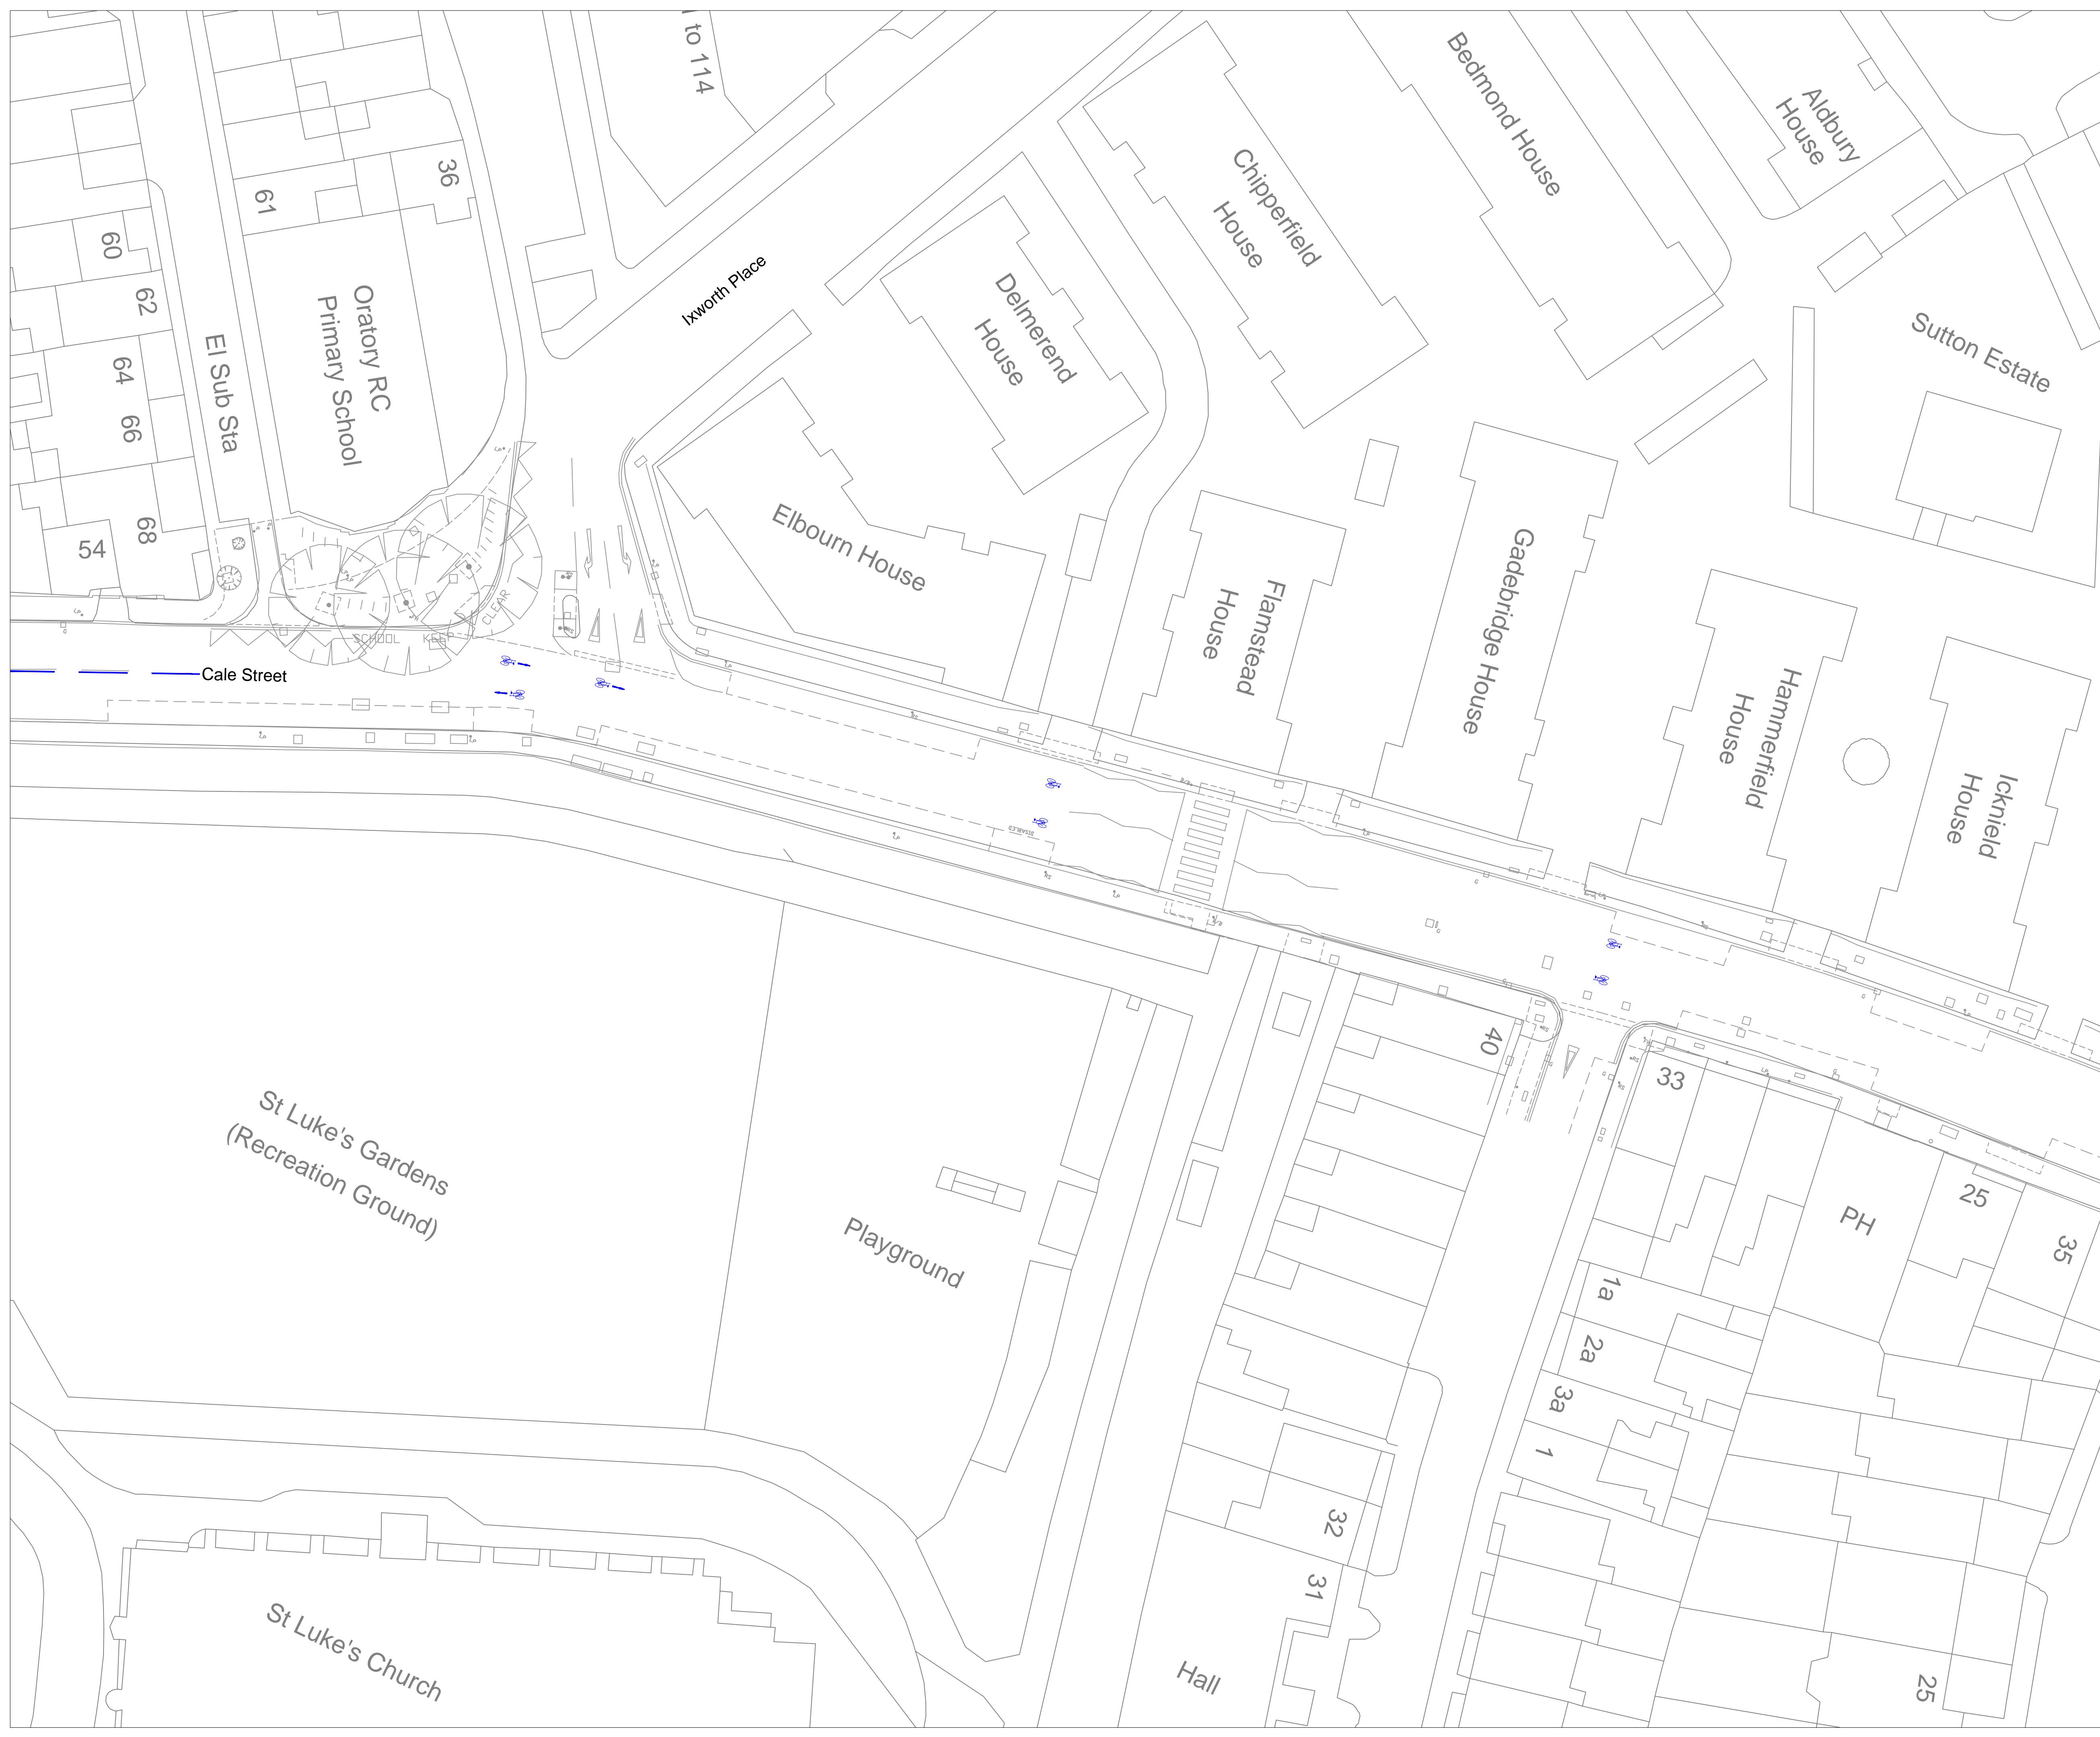 to 114
Bedmond House
Aldbury
House
36
61
Chipperfield
House
60
62
Oratory RC
Primary School
Ixworth Place
Delmerend
House
Sutton Estate
El Sub Sta
64
66
68
54
Elbourn House
SCHOOL KEEP
CLEAR
Cale Street
Flamstead
House
Gadebridge House
Hammerfield
House
Icknield
House
DISABLED
40
33
St Luke's Gardens
(Recreation Ground)
Playground
PH
25
35
1a
2a
3a
1
32
31
St Luke's Church
Hall
25